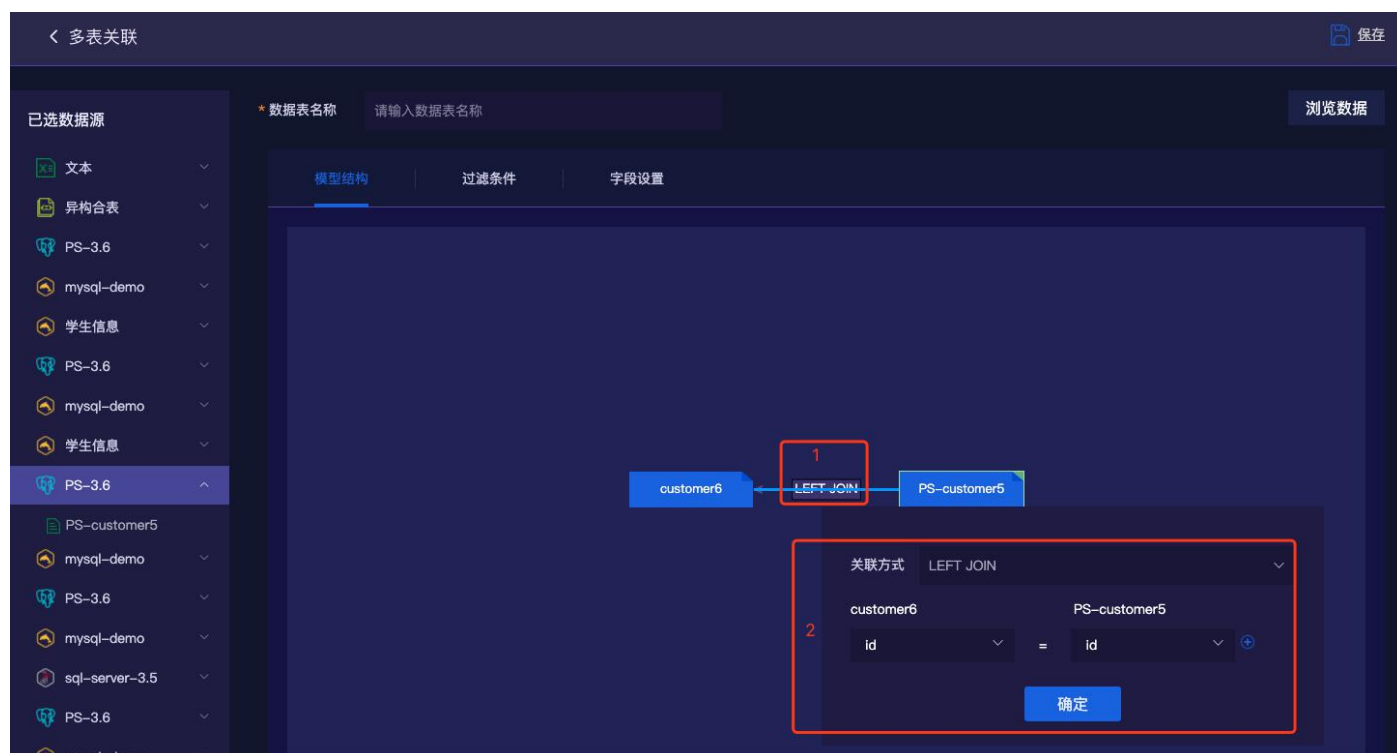 多表关联
保存
已选数据源
* 数据表名称 请输入数据表名称
浏览数据
文本
异构合表
PS-3.6
mysql-demo
学生信息
PS-3.6
mysql-demo
学生信息
PS-3.6
PS-customer5
mysql-demo
PS-3.6
mysql-demo
sql-server-3.5
PS-3.6
模型结构 过滤条件 字段设置
1
customer6 LEFT JOIN PS-customer5
关联方式 LEFT JOIN
customer6 PS-customer5
2
id = id
确定